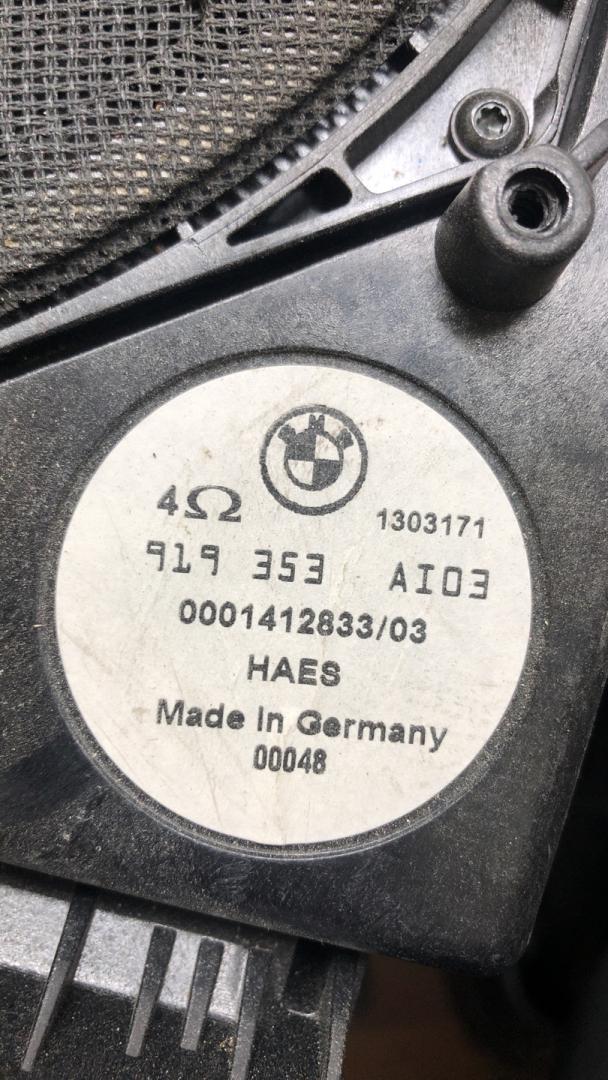 BMW
4Ω 1303171
919 353 AI03
0001412833/03
HAES
Made in Germany
00048